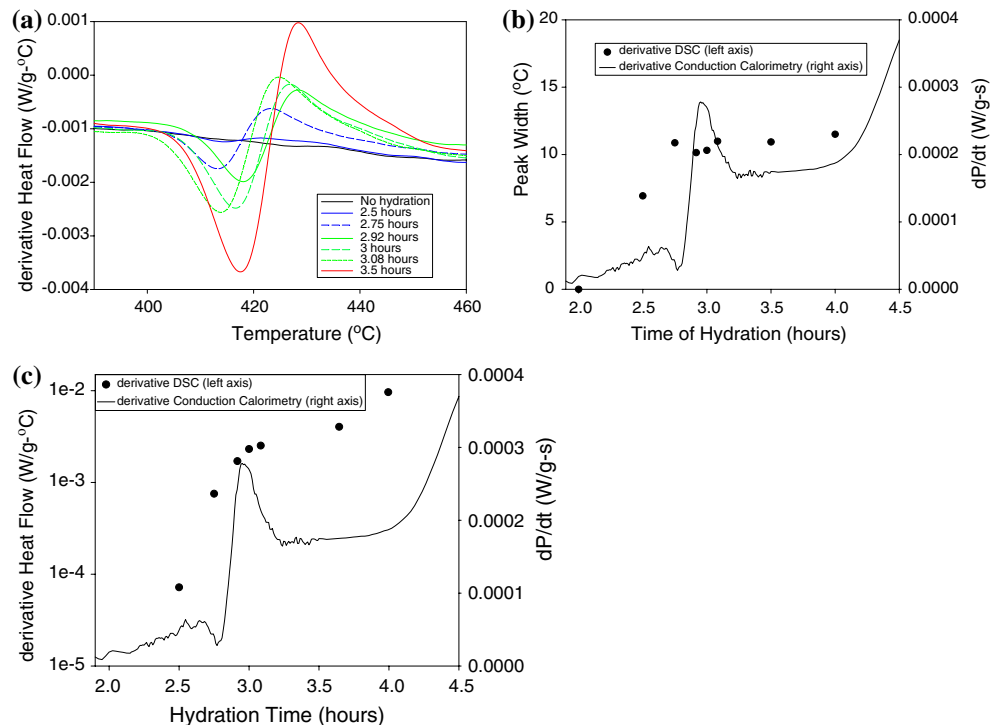 (a)
0.001
0.000
-0.001
-0.002
-0.003
-0.004
derivative Heat Flow (W/g-ºC)
400
420
440
460
Temperature (ºC)
No hydration
2.5 hours
2.75 hours
2.92 hours
3 hours
3.08 hours
3.5 hours
(b)
20
15
10
5
0
Peak Width (ºC)
derivative DSC (left axis)
derivative Conduction Calorimetry (right axis)
0.0004
0.0003
0.0002
0.0001
0.0000
dP/dt (W/g-s)
2.0
2.5
3.0
3.5
4.0
4.5
Time of Hydration (hours)
(c)
1e-2
1e-3
1e-4
1e-5
derivative Heat Flow (W/g-ºC)
derivative DSC (left axis)
derivative Conduction Calorimetry (right axis)
0.0004
0.0003
0.0002
0.0001
0.0000
dP/dt (W/g-s)
2.0
2.5
3.0
3.5
4.0
4.5
Hydration Time (hours)